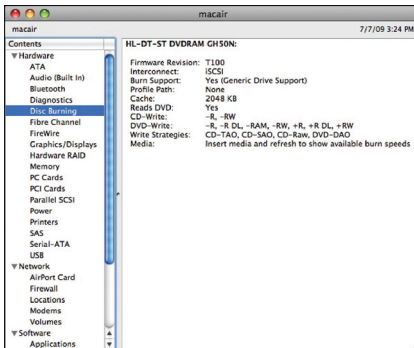 macair
macair 7/7/09 3:24 PM
Contents
Hardware
ATA
Audio (Built In)
Bluetooth
Diagnostics
Disc Burning
Fibre Channel
FireWire
Graphics/Displays
Hardware RAID
Memory
PC Cards
PCI Cards
Parallel SCSI
Power
Printers
SAS
Serial-ATA
USB
Network
AirPort Card
Firewall
Locations
Modems
Volumes
Software
Applications
HL-DT-ST DVDRAM GH50N:
Firmware Revision: T100
Interconnect: iSCSI
Burn Support: Yes (Generic Drive Support)
Profile Path: None
Cache: 2048 KB
Reads DVD: Yes
CD-Write: -R, -RW
DVD-Write: -R, -R DL, -RAM, -RW, +R, +R DL, +RW
Write Strategies: CD-TAO, CD-SAO, CD-Raw, DVD-DAO
Media: Insert media and refresh to show available burn speeds